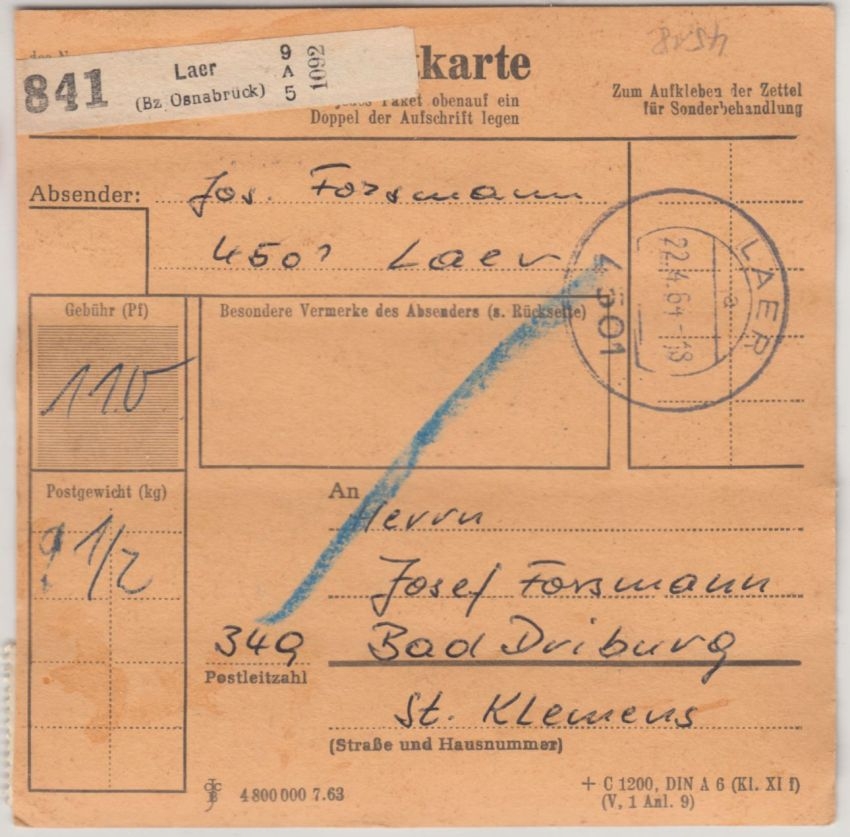 841
Laer
(Bz Osnabrück)
9
A
5
1092
karte
jedes Paket obenauf ein
Doppel der Aufschrift legen
Zum Aufkleben der Zettel
für Sonderbehandlung
Absender:
Jos. Forsmann
4501 Laer
LAER
4501
22.4.64-18
a
Gebühr (Pf)
110
Besondere Vermerke des Absenders (s. Rückseite)
Postgewicht (kg)
1/2
An
Herrn
Josef Forsmann
349 Bad Driburg
Postleitzahl
St. Klemens
(Straße und Hausnummer)
4 800 000 7.63
+ C 1200, DIN A 6 (Kl. XI f)
(V, 1 Anl. 9)